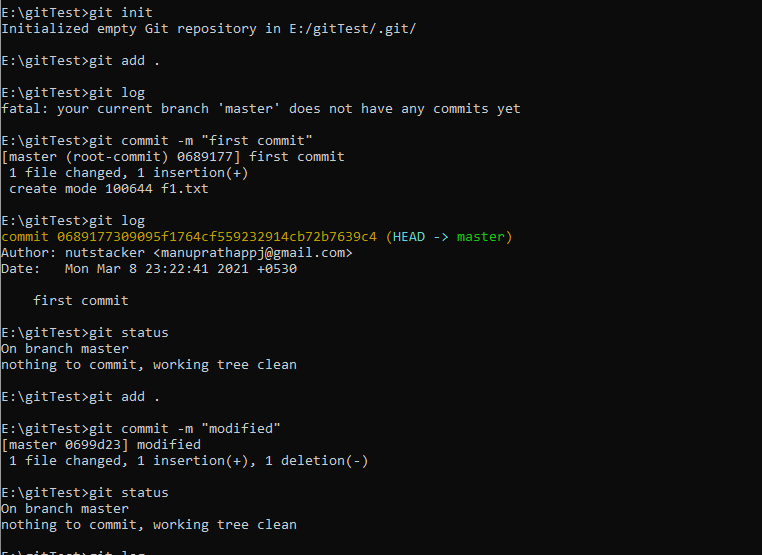 E:\gitTest>git init
Initialized empty Git repository in E:/gitTest/.git/
E:\gitTest>git add .
E:\gitTest>git log
fatal: your current branch 'master' does not have any commits yet
E:\gitTest>git commit -m "first commit"
[master (root-commit) 0689177] first commit
 1 file changed, 1 insertion(+)
 create mode 100644 f1.txt
E:\gitTest>git log
commit 0689177309095f1764cf559232914cb72b7639c4 (HEAD -> master)
Author: nutstacker <manuprathappj@gmail.com>
Date:   Mon Mar 8 23:22:41 2021 +0530
    first commit
E:\gitTest>git status
On branch master
nothing to commit, working tree clean
E:\gitTest>git add .
E:\gitTest>git commit -m "modified"
[master 0699d23] modified
 1 file changed, 1 insertion(+), 1 deletion(-)
E:\gitTest>git status
On branch master
nothing to commit, working tree clean